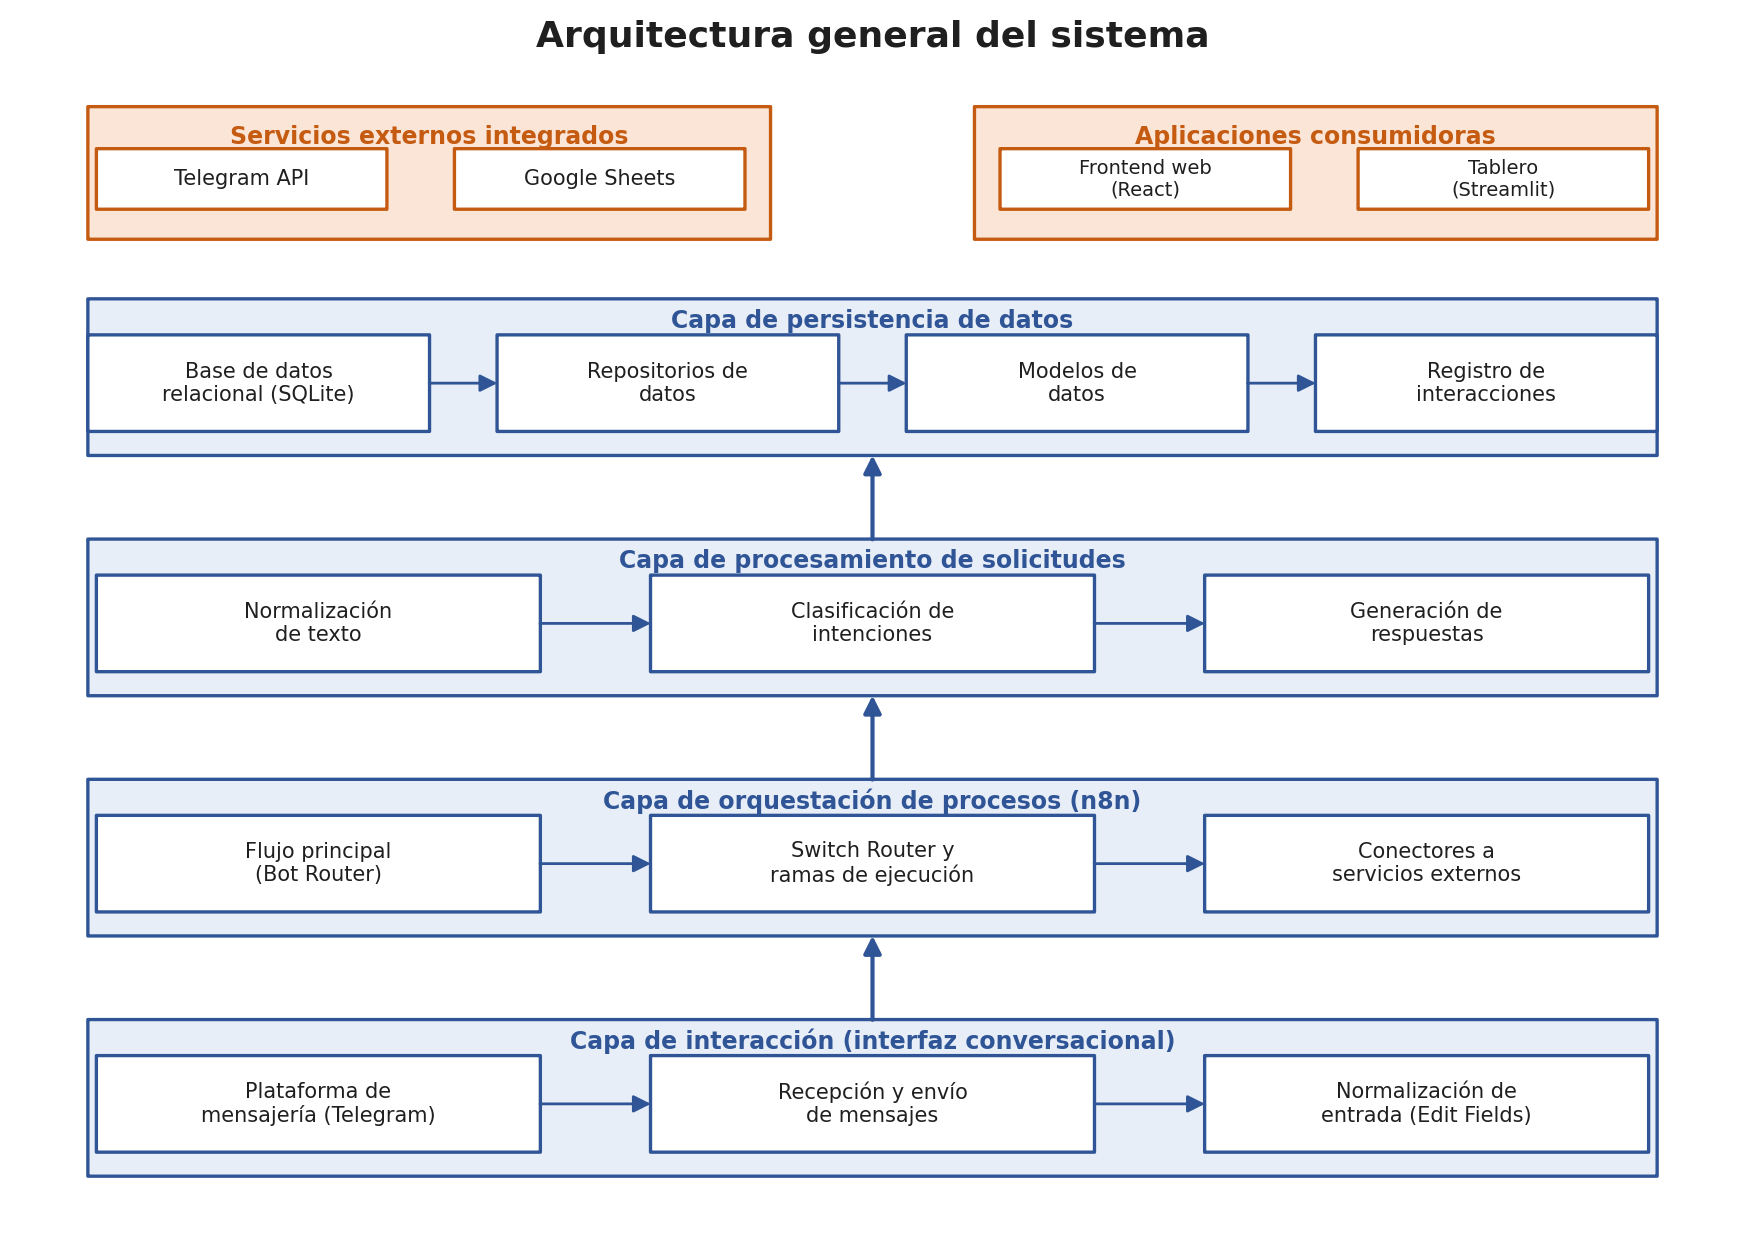 Arquitectura general del sistema
Servicios externos integrados
Telegram API
Google Sheets
Aplicaciones consumidoras
Frontend web
(React)
Tablero
(Streamlit)
Capa de persistencia de datos
Base de datos
relacional (SQLite)
Repositorios de
datos
Modelos de
datos
Registro de
interacciones
Capa de procesamiento de solicitudes
Normalización
de texto
Clasificación de
intenciones
Generación de
respuestas
Capa de orquestación de procesos (n8n)
Flujo principal
(Bot Router)
Switch Router y
ramas de ejecución
Conectores a
servicios externos
Capa de interacción (interfaz conversacional)
Plataforma de
mensajería (Telegram)
Recepción y envío
de mensajes
Normalización de
entrada (Edit Fields)